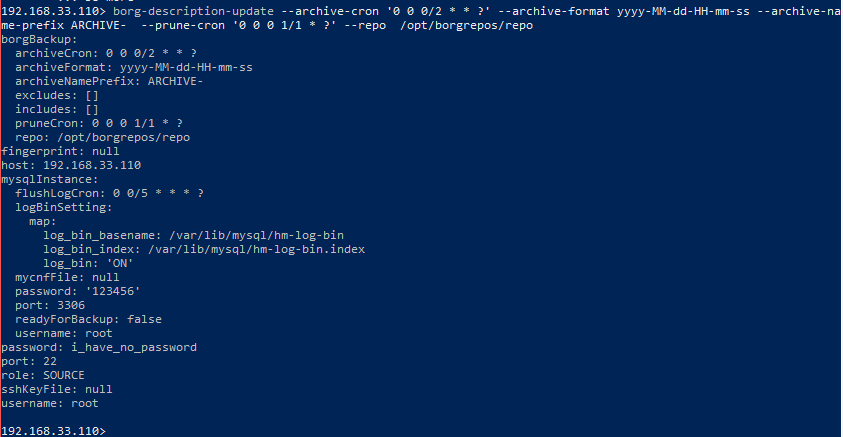 192.168.33.110> borg-description-update --archive-cron '0 0 0/2 * * ?' --archive-format yyyy-MM-dd-HH-mm-ss --archive-na
me-prefix ARCHIVE-  --prune-cron '0 0 0 1/1 * ?' --repo  /opt/borgrepos/repo
borgBackup:
  archiveCron: 0 0 0/2 * * ?
  archiveFormat: yyyy-MM-dd-HH-mm-ss
  archiveNamePrefix: ARCHIVE-
  excludes: []
  includes: []
  pruneCron: 0 0 0 1/1 * ?
  repo: /opt/borgrepos/repo
fingerprint: null
host: 192.168.33.110
mysqlInstance:
  flushLogCron: 0 0/5 * * * ?
  logBinSetting:
    map:
      log_bin_basename: /var/lib/mysql/hm-log-bin
      log_bin_index: /var/lib/mysql/hm-log-bin.index
      log_bin: 'ON'
  mycnfFile: null
  password: '123456'
  port: 3306
  readyForBackup: false
  username: root
password: i_have_no_password
port: 22
role: SOURCE
sshKeyFile: null
username: root
192.168.33.110>